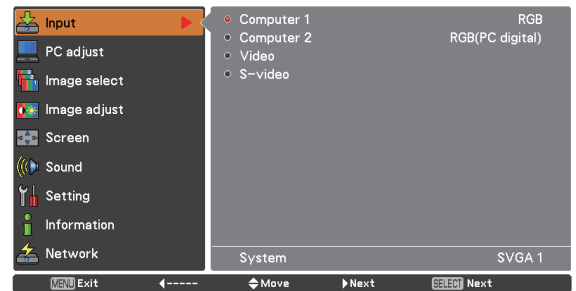 Input
PC adjust
Image select
Image adjust
Screen
Sound
Setting
Information
Network
Computer 1 RGB
Computer 2 RGB(PC digital)
Video
S-video
System SVGA 1
MENU Exit ----- Move Next SELECT Next